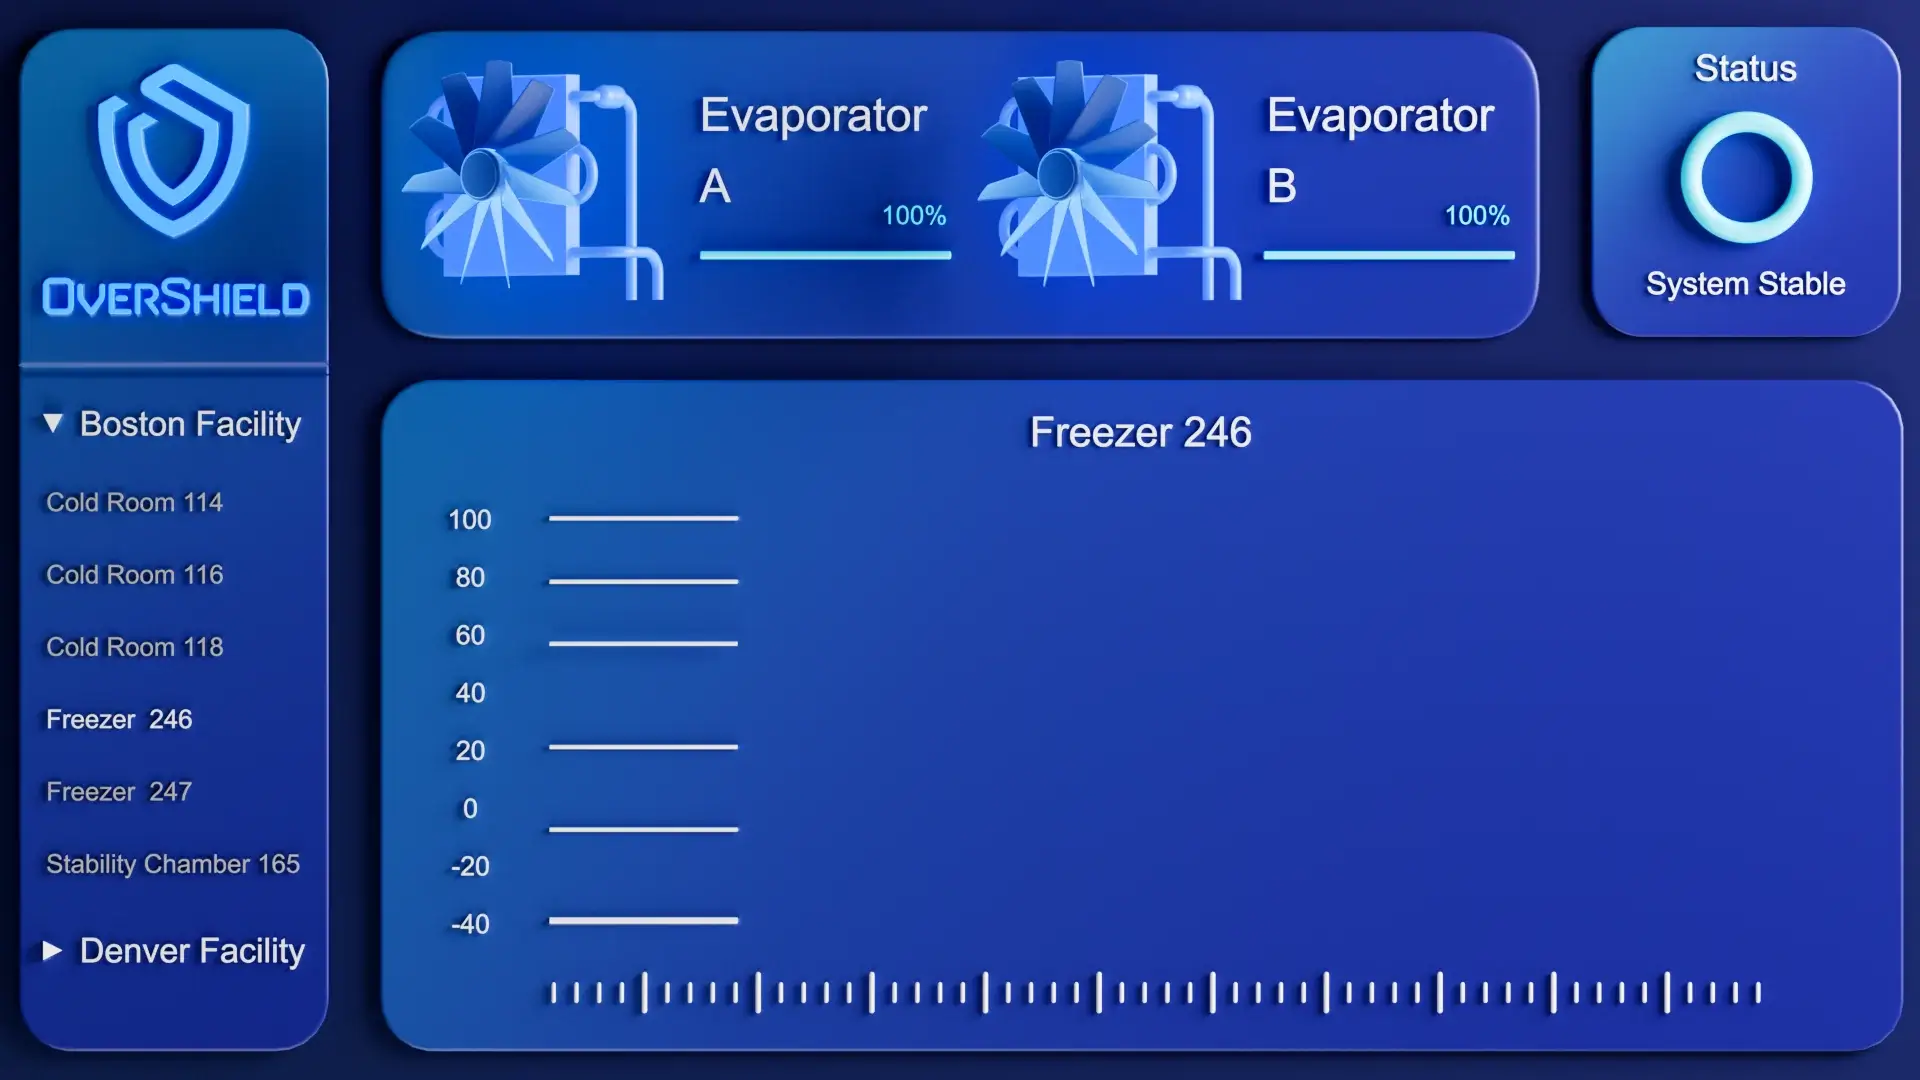 OVERSHIELD
▼ Boston Facility
Cold Room 114
Cold Room 116
Cold Room 118
Freezer 246
Freezer 247
Stability Chamber 165
► Denver Facility
Evaporator
A
100%
Evaporator
B
100%
Status
System Stable
Freezer 246
100
80
60
40
20
0
-20
-40